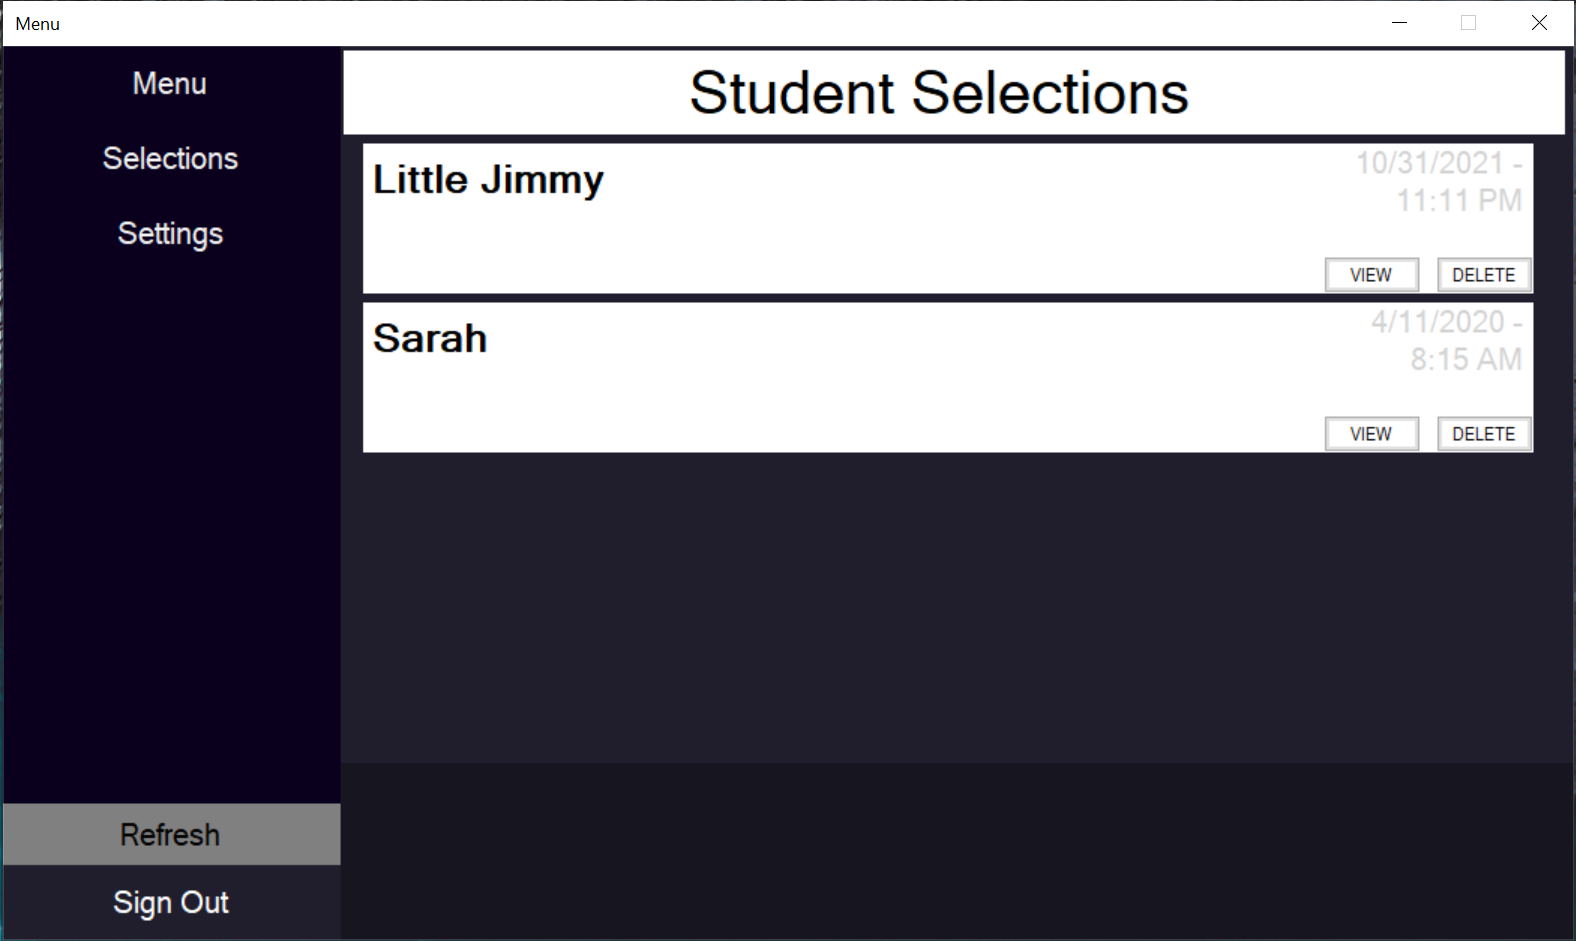 Menu
Menu
Selections
Settings
Refresh
Sign Out
Student Selections
Little Jimmy
10/31/2021 -
11:11 PM
VIEW
DELETE
Sarah
4/11/2020 -
8:15 AM
VIEW
DELETE